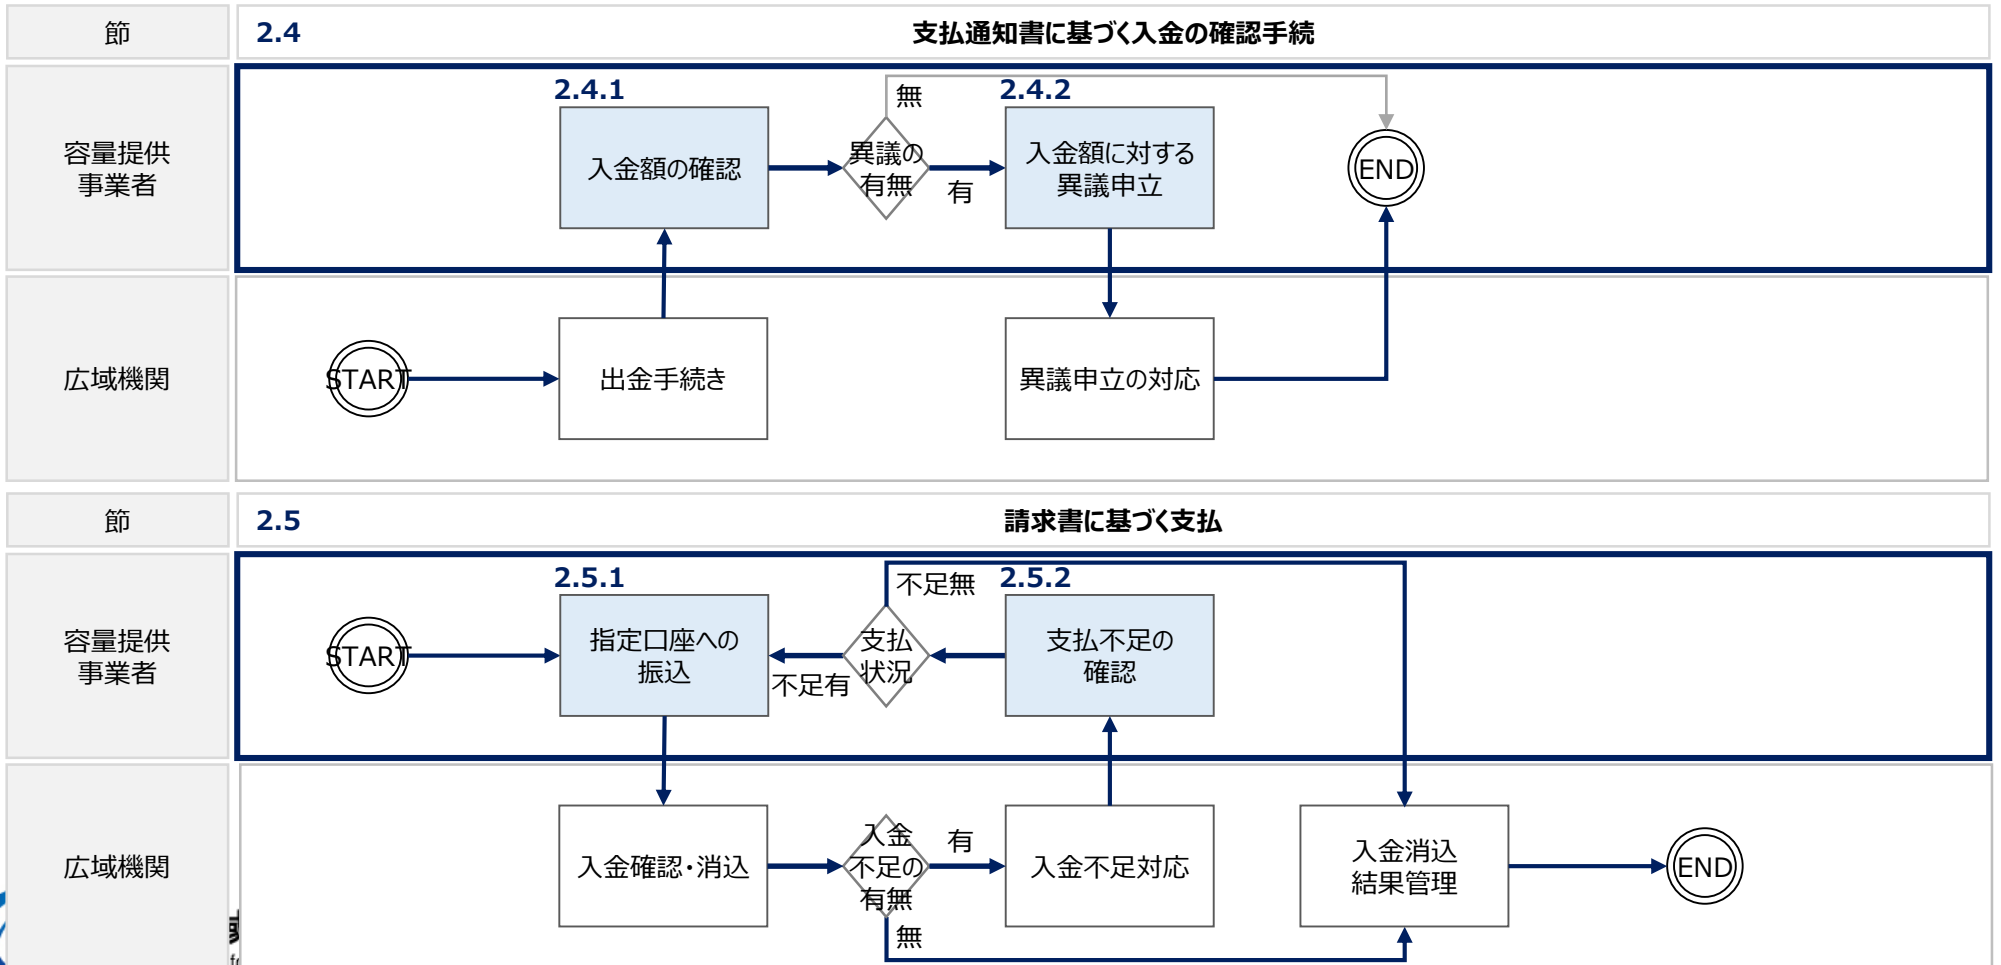 節
2.4
支払通知書に基づく入金の確認手続
容量提供
事業者
2.4.1
入金額の確認
無
異議の
有無
有
2.4.2
入金額に対する
異議申立
END
広域機関
START
出金手続き
異議申立の対応
節
2.5
請求書に基づく支払
容量提供
事業者
START
2.5.1
指定口座への
振込
不足無
支払
状況
不足有
2.5.2
支払不足の
確認
広域機関
入金確認・消込
入金
不足の
有無
有
無
入金不足対応
入金消込
結果管理
END